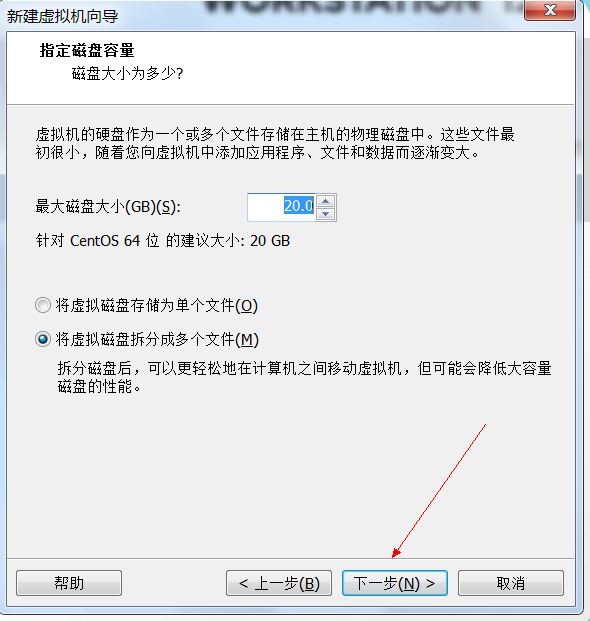 WORKSTATION
新建虚拟机向导
指定磁盘容量
磁盘大小为多少?
虚拟机的硬盘作为一个或多个文件存储在主机的物理磁盘中。这些文件最
初很小，随着您向虚拟机中添加应用程序、文件和数据而逐渐变大。
最大磁盘大小(GB)(S): 20.0
针对 CentOS 64 位 的建议大小: 20 GB
将虚拟磁盘存储为单个文件(O)
将虚拟磁盘拆分成多个文件(M)
拆分磁盘后，可以更轻松地在计算机之间移动虚拟机，但可能会降低大容量
磁盘的性能。
帮助 < 上一步(B) 下一步(N) > 取消